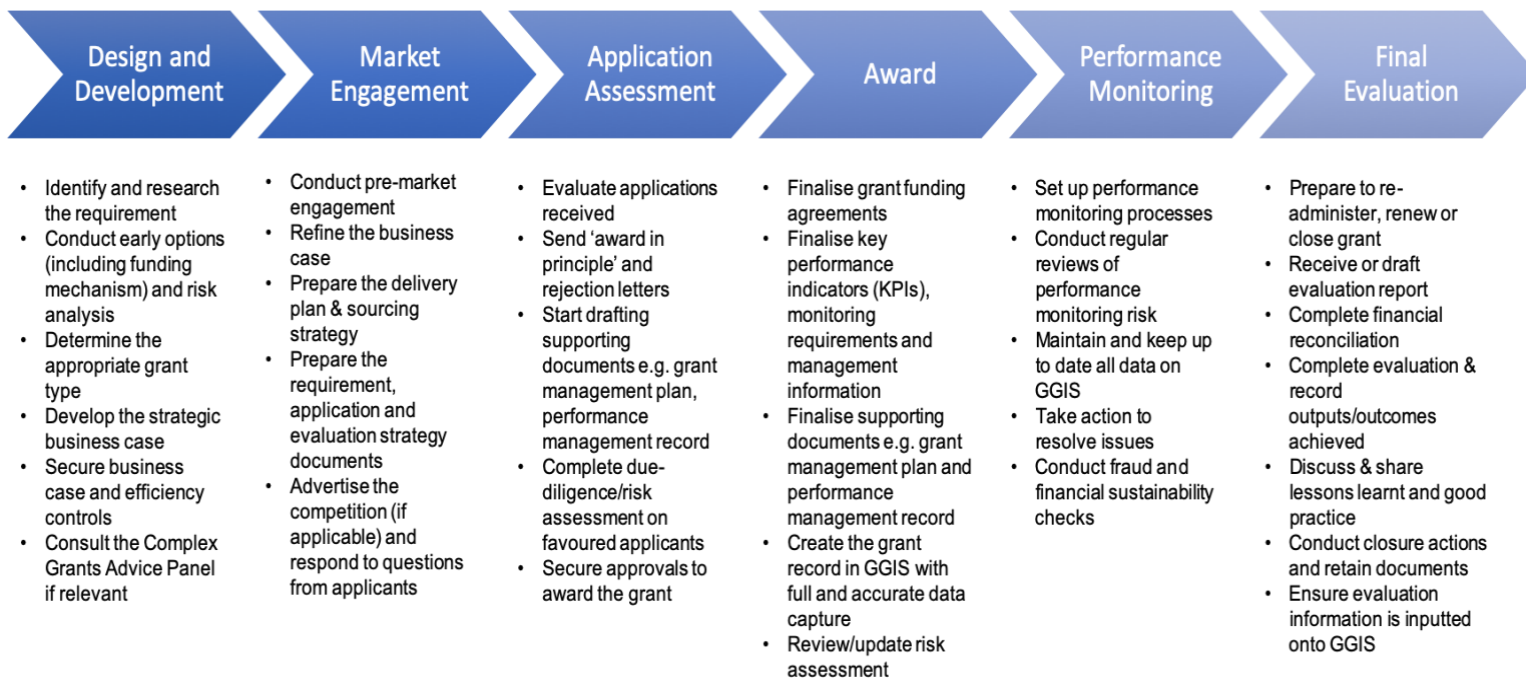 Design and
Development
Market
Engagement
Application
Assessment
Award
Performance
Monitoring
Final
Evaluation
• Identify and research
the requirement
• Conduct early options
(including funding
mechanism) and risk
analysis
• Determine the
appropriate grant
type
• Develop the strategic
business case
• Secure business
case and efficiency
controls
• Consult the Complex
Grants Advice Panel
if relevant
• Conduct pre-market
engagement
• Refine the business
case
• Prepare the delivery
plan & sourcing
strategy
• Prepare the
requirement,
application and
evaluation strategy
documents
• Advertise the
competition (if
applicable) and
respond to questions
from applicants
• Evaluate applications
received
• Send ‘award in
principle’ and
rejection letters
• Start drafting
supporting
documents e.g. grant
management plan,
performance
management record
• Complete due-
diligence/risk
assessment on
favoured applicants
• Secure approvals to
award the grant
• Finalise grant funding
agreements
• Finalise key
performance
indicators (KPIs),
monitoring
requirements and
management
information
• Finalise supporting
documents e.g. grant
management plan and
performance
management record
• Create the grant
record in GGIS with
full and accurate data
capture
• Review/update risk
assessment
• Set up performance
monitoring processes
• Conduct regular
reviews of
performance
monitoring risk
• Maintain and keep up
to date all data on
GGIS
• Take action to
resolve issues
• Conduct fraud and
financial sustainability
checks
• Prepare to re-
administer, renew or
close grant
• Receive or draft
evaluation report
• Complete financial
reconciliation
• Complete evaluation &
record
outputs/outcomes
achieved
• Discuss & share
lessons learnt and good
practice
• Conduct closure actions
and retain documents
• Ensure evaluation
information is inputted
onto GGIS